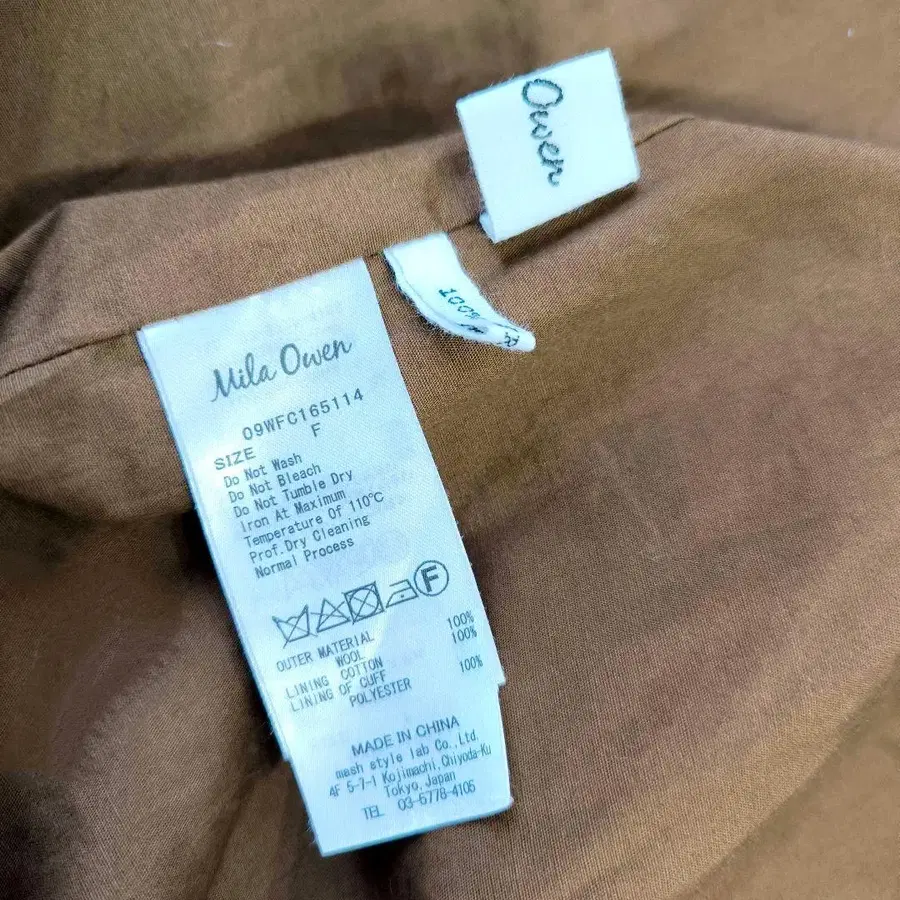 Owen
100%
Mila Owen
09WFC165114
SIZE F
Do Not Wash
Do Not Bleach
Do Not Tumble Dry
Iron At Maximum
Temperature Of 110℃
Prof.Dry Cleaning
Normal Process
F
OUTER MATERIAL
WOOL 100%
LINING COTTON 100%
LINING OF CUFF
POLYESTER 100%
MADE IN CHINA
mash style lab Co.,Ltd.
4F 5-7-1 Kojimachi,Chiyoda-Ku
Tokyo,Japan
TEL 03-5778-4105